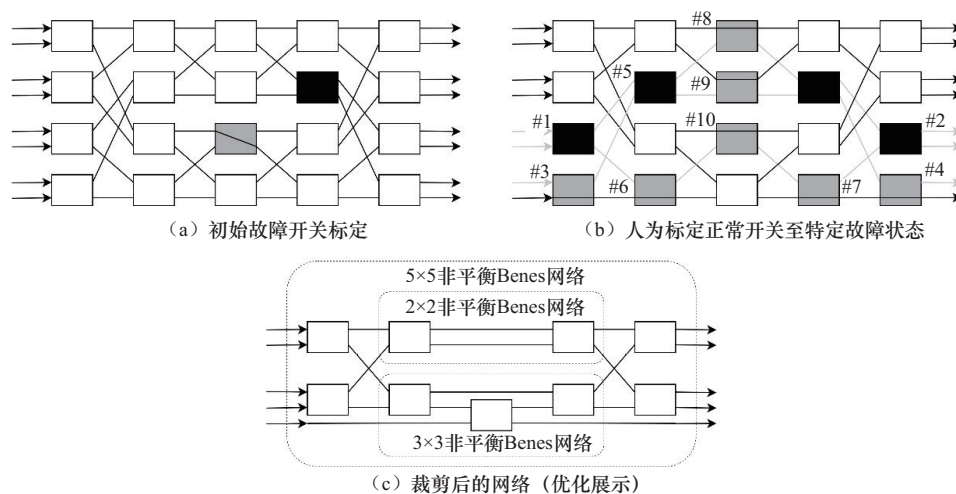 #8
#5
#9
#1
#10
#2
#3
#6
#7
#4
（a）初始故障开关标定
（b）人为标定正常开关至特定故障状态
5×5非平衡Benes网络
2×2非平衡Benes网络
3×3非平衡Benes网络
（c）裁剪后的网络（优化展示）